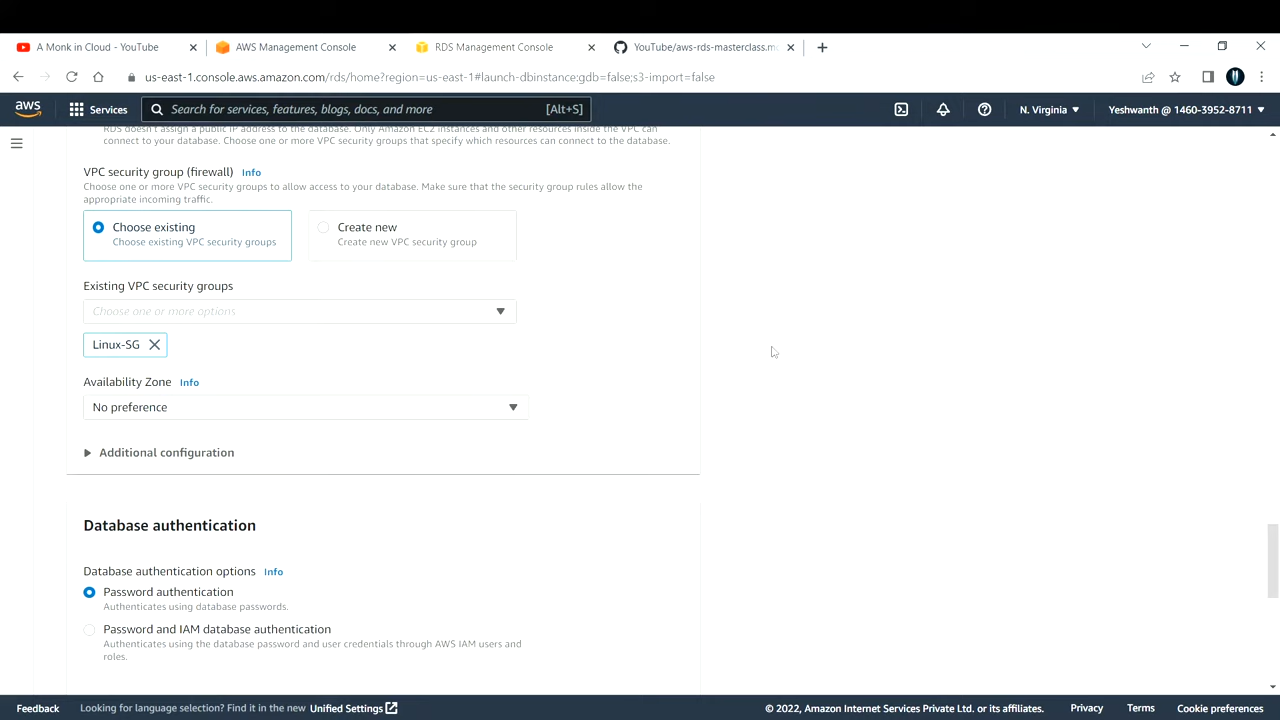 A Monk in Cloud - YouTube
AWS Management Console
RDS Management Console
YouTube/aws-rds-masterclass.m
us-east-1.console.aws.amazon.com/rds/home?region=us-east-1#launch-dbinstance:gdb=false;s3-import=false
aws
Services
Search for services, features, blogs, docs, and more
[Alt+S]
N. Virginia
Yeshwanth @ 1460-3952-8711
RDS doesn't assign a public IP address to the database. Only Amazon EC2 instances and other resources inside the VPC can
connect to your database. Choose one or more VPC security groups that specify which resources can connect to the database.
VPC security group (firewall) Info
Choose one or more VPC security groups to allow access to your database. Make sure that the security group rules allow the
appropriate incoming traffic.
Choose existing
Choose existing VPC security groups
Create new
Create new VPC security group
Existing VPC security groups
Choose one or more options
Linux-SG
Availability Zone Info
No preference
Additional configuration
Database authentication
Database authentication options Info
Password authentication
Authenticates using database passwords.
Password and IAM database authentication
Authenticates using the database password and user credentials through AWS IAM users and
roles.
Feedback
Looking for language selection? Find it in the new Unified Settings
© 2022, Amazon Internet Services Private Ltd. or its affiliates.
Privacy
Terms
Cookie preferences